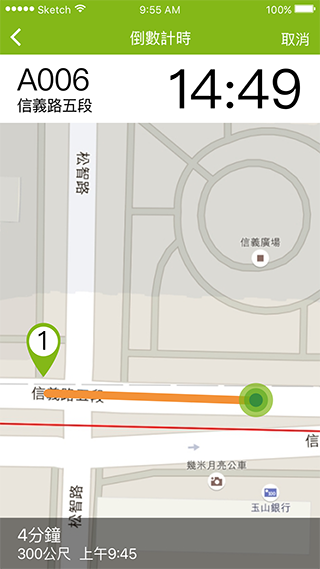 Sketch 9:55 AM 100%
倒數計時 取消
A006 14:49
信義路五段
松智路
信義廣場
1
信義路五段
信
幾米月亮公車
玉山銀行
松智路
4分鐘
300公尺 上午9:45